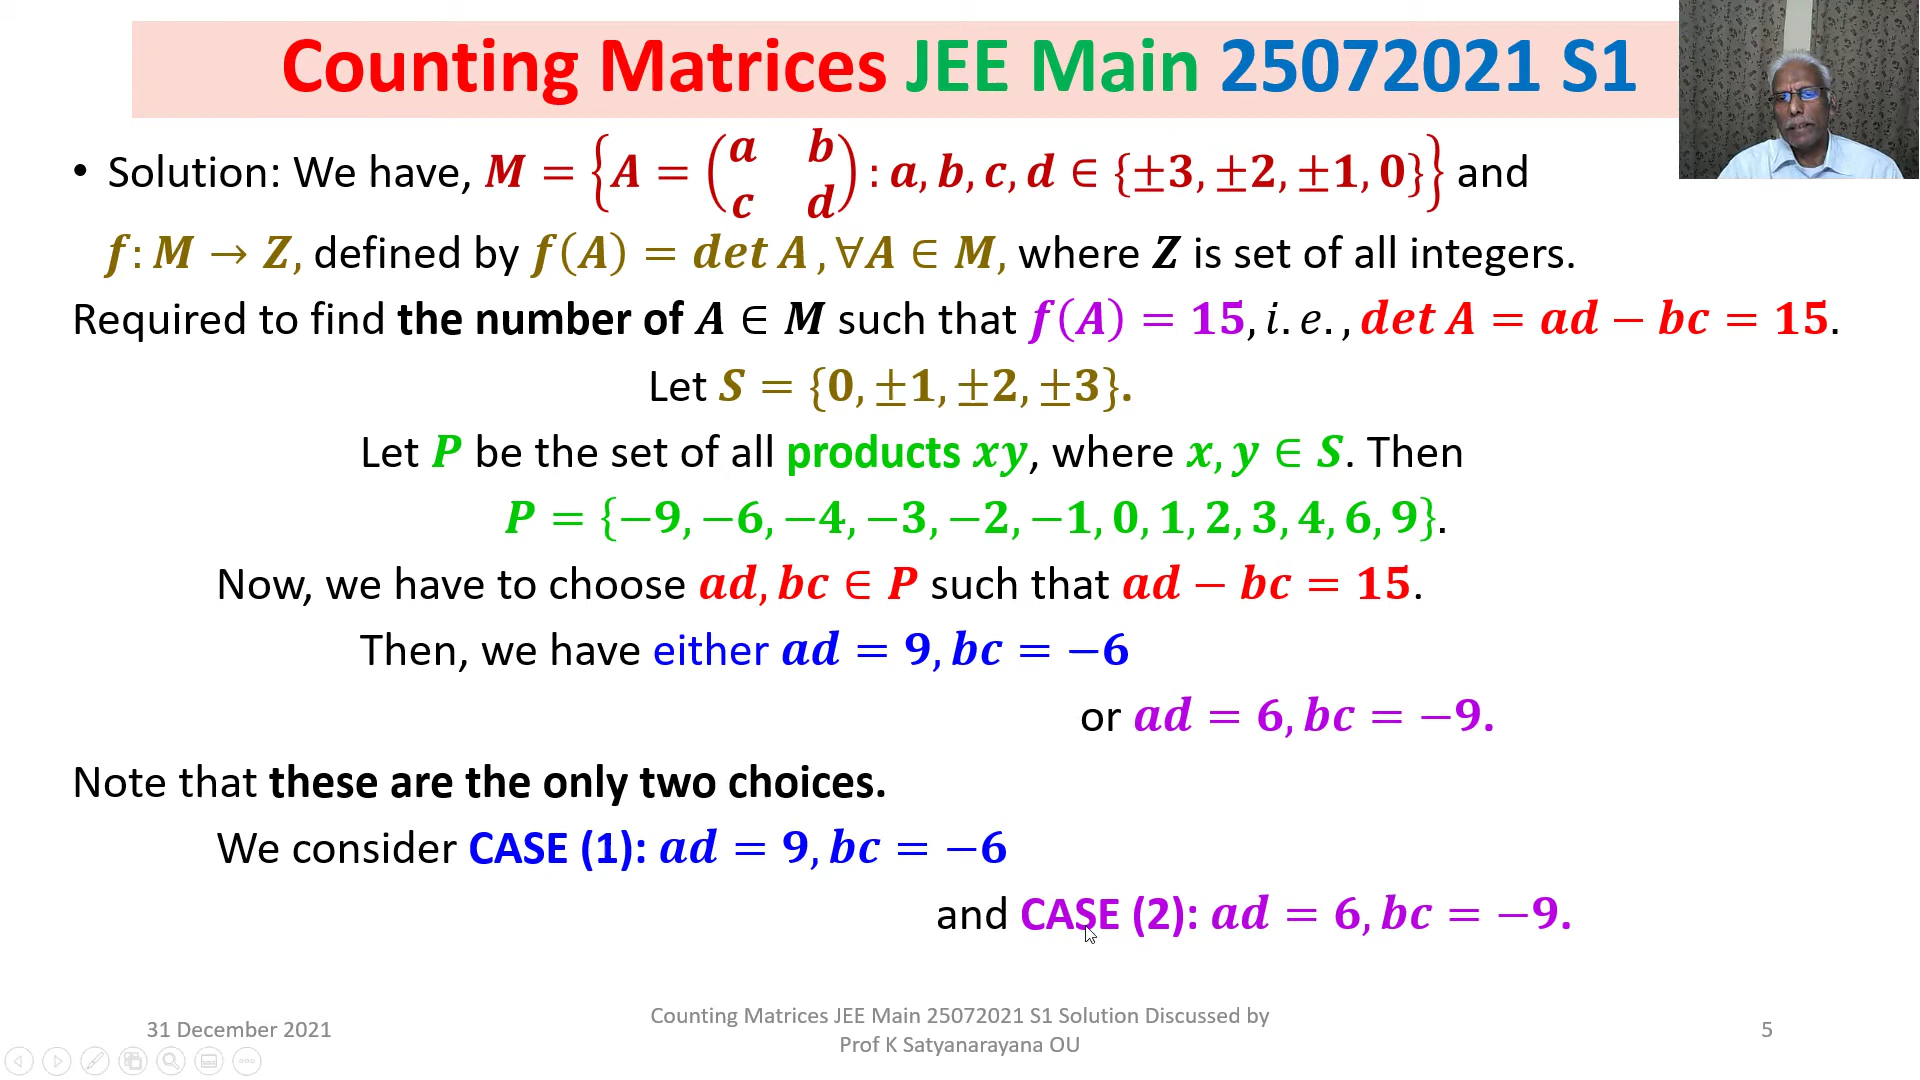 Counting Matrices JEE Main 25072021 S1
• Solution: We have, M = {A = (a b c d) : a, b, c, d ∈ {±3, ±2, ±1, 0}} and
f: M → Z, defined by f(A) = det A, ∀A ∈ M, where Z is set of all integers.
Required to find the number of A ∈ M such that f(A) = 15, i.e., det A = ad − bc = 15.
Let S = {0, ±1, ±2, ±3}.
Let P be the set of all products xy, where x, y ∈ S. Then
P = {−9, −6, −4, −3, −2, −1, 0, 1, 2, 3, 4, 6, 9}.
Now, we have to choose ad, bc ∈ P such that ad − bc = 15.
Then, we have either ad = 9, bc = −6
or ad = 6, bc = −9.
Note that these are the only two choices.
We consider CASE (1): ad = 9, bc = −6
and CASE (2): ad = 6, bc = −9.
31 December 2021
Counting Matrices JEE Main 25072021 S1 Solution Discussed by
Prof K Satyanarayana OU
5